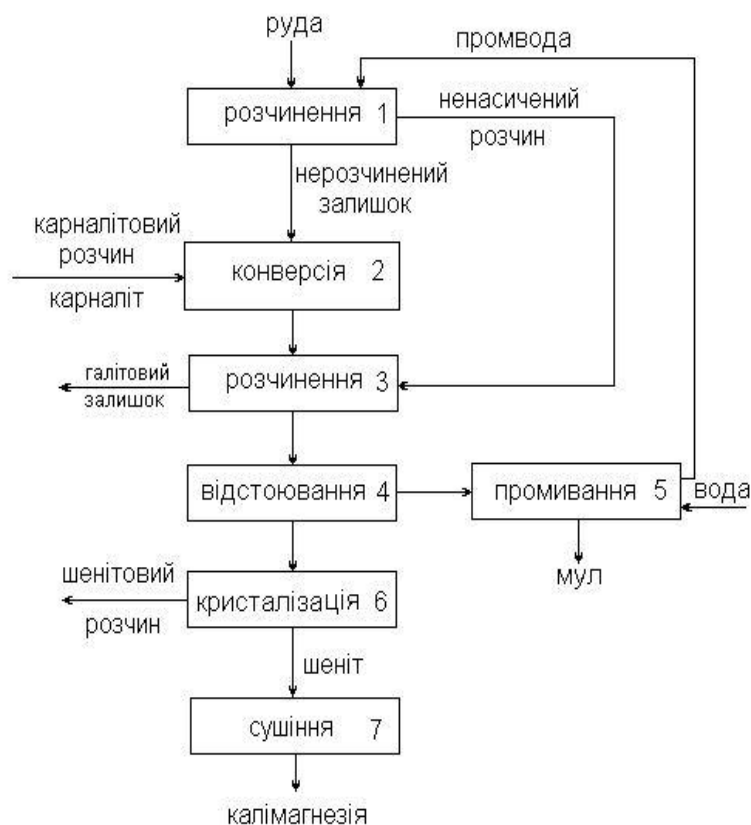 руда
промвода
розчинення 1
ненасичений
розчин
нерозчинений
залишок
карналітовий
розчин
карналіт
конверсія 2
галітовий
залишок
розчинення 3
відстоювання 4
промивання 5
вода
мул
шенітовий
розчин
кристалізація 6
шеніт
сушіння 7
калімагнезія